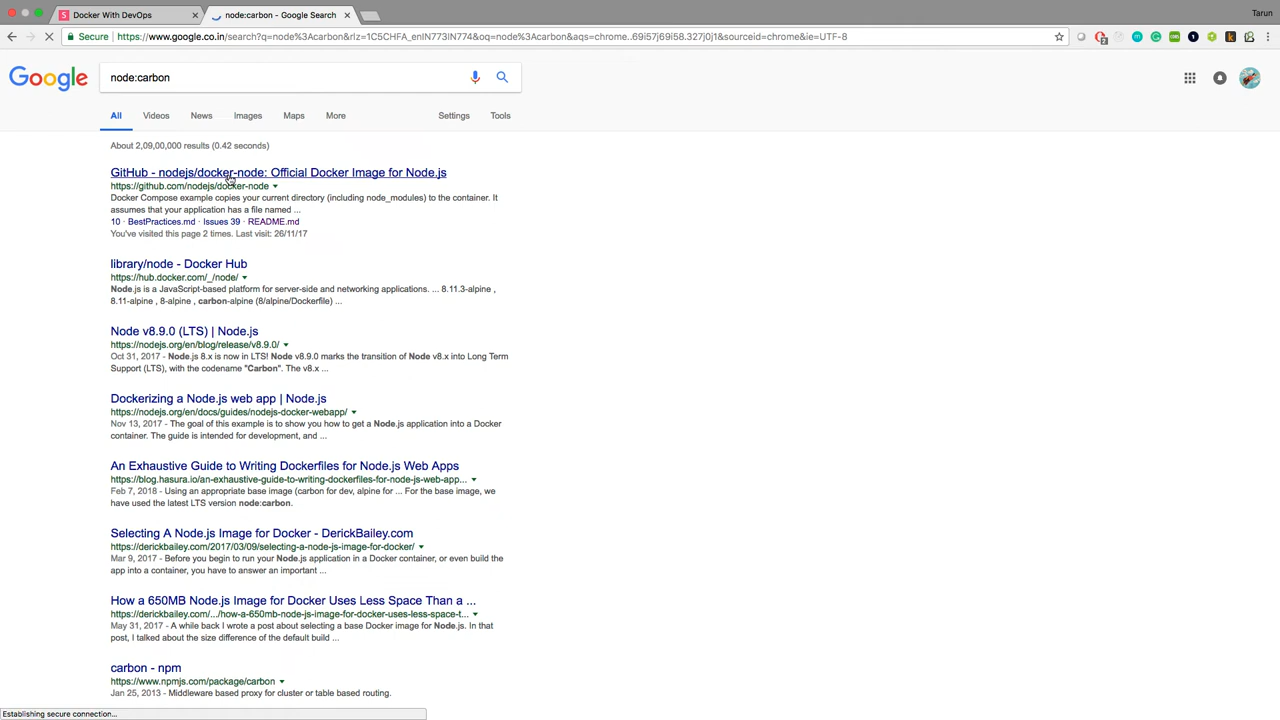 Docker With DevOps
node:carbon - Google Search
Tarun
Secure https://www.google.co.in/search?q=node%3Acarbon&rlz=1C5CHFA_enIN773IN774&oq=node%3Acarbon&aqs=chrome..69i57j69i58.327j0j1&sourceid=chrome&ie=UTF-8
Google
node:carbon
All Videos News Images Maps More Settings Tools
About 2,09,00,000 results (0.42 seconds)
GitHub - nodejs/docker-node: Official Docker Image for Node.js
https://github.com/nodejs/docker-node
Docker Compose example copies your current directory (including node_modules) to the container. It
assumes that your application has a file named ...
10 · BestPractices.md · Issues 39 · README.md
You've visited this page 2 times. Last visit: 26/11/17
library/node - Docker Hub
https://hub.docker.com/_/node/
Node.js is a JavaScript-based platform for server-side and networking applications. ... 8.11.3-alpine ,
8.11-alpine , 8-alpine , carbon-alpine (8/alpine/Dockerfile) ...
Node v8.9.0 (LTS) | Node.js
https://nodejs.org/en/blog/release/v8.9.0/
Oct 31, 2017 - Node.js 8.x is now in LTS! Node v8.9.0 marks the transition of Node v8.x into Long Term
Support (LTS), with the codename "Carbon". The v8.x ...
Dockerizing a Node.js web app | Node.js
https://nodejs.org/en/docs/guides/nodejs-docker-webapp/
Nov 13, 2017 - The goal of this example is to show you how to get a Node.js application into a Docker
container. The guide is intended for development, and ...
An Exhaustive Guide to Writing Dockerfiles for Node.js Web Apps
https://blog.hasura.io/an-exhaustive-guide-to-writing-dockerfiles-for-node-js-web-app...
Feb 7, 2018 - Using an appropriate base image (carbon for dev, alpine for ... For the base image, we
have used the latest LTS version node:carbon.
Selecting A Node.js Image for Docker - DerickBailey.com
https://derickbailey.com/2017/03/09/selecting-a-node-js-image-for-docker/
Mar 9, 2017 - Before you begin to run your Node.js application in a Docker container, or even build the
app into a container, you have to answer an important ...
How a 650MB Node.js Image for Docker Uses Less Space Than a ...
https://derickbailey.com/.../how-a-650mb-node-js-image-for-docker-uses-less-space-t...
May 31, 2017 - A while back I wrote a post about selecting a base Docker image for Node.js. In that
post, I talked about the size difference of the default build ...
carbon - npm
https://www.npmjs.com/package/carbon
Jan 25, 2013 - Middleware based proxy for cluster or table based routing.
Establishing secure connection...